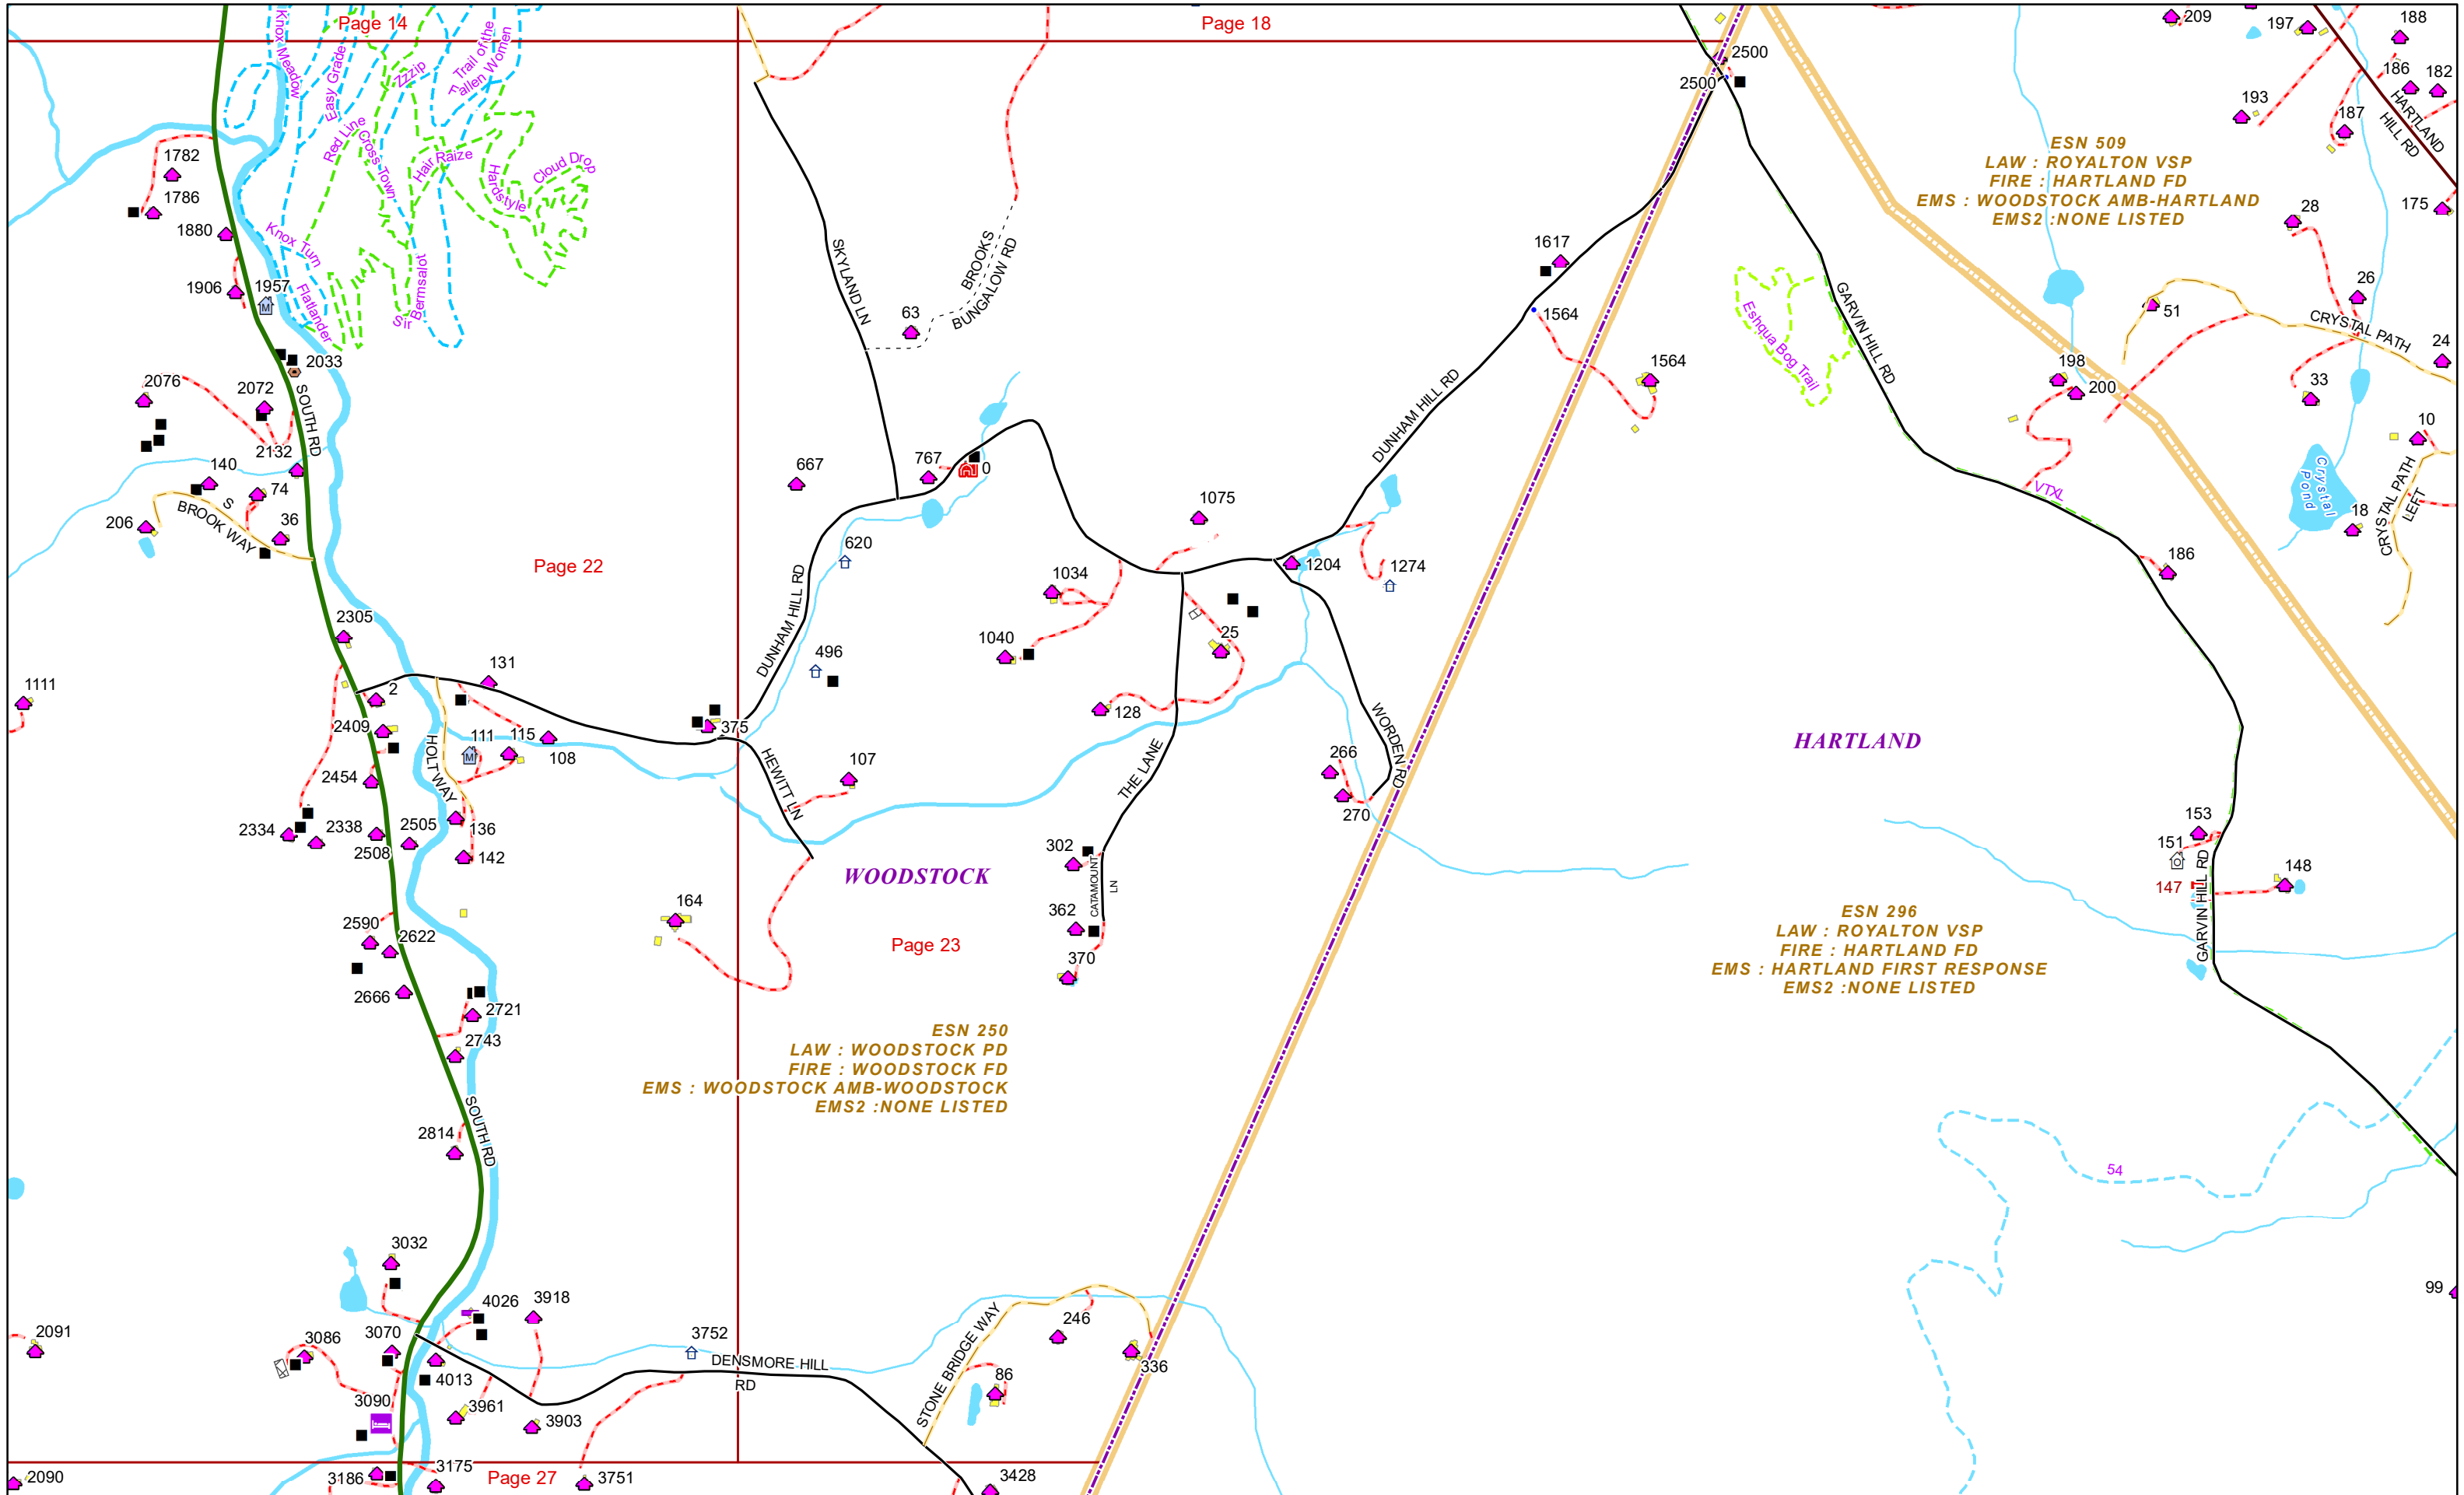 Page 14
Page 18
Knox Meadow
Easy Grade
Zzzip
Trail of the
Fallen Women
Red Line
Cross Town
Hair Raize
Hardstyle
Cloud Drop
Knox Turn
Flatlander
Sir Bermsalot
1782
1786
1880
1906
1957
2033
SOUTH RD
2076
2072
2132
140
74
S
BROOK WAY
36
206
2305
1111
131
2
2409
HOLT WAY
111
115
108
2454
2334
2338
2508
2505
136
142
2590
2622
2666
2721
2743
SOUTH RD
2814
3032
4026
3918
2091
3086
3070
4013
3090
3961
3903
2090
3186
3175
Page 27
3751
3752
DENSMORE HILL
RD
3428
Page 22
SKYLAND LN
BROOKS
BUNGALOW RD
63
667
767
0
620
DUNHAM HILL RD
496
375
HEWITT LN
107
164
WOODSTOCK
Page 23
ESN 250
LAW : WOODSTOCK PD
FIRE : WOODSTOCK FD
EMS : WOODSTOCK AMB-WOODSTOCK
EMS2 :NONE LISTED
1034
1040
1075
1204
1274
25
128
THE LANE
302
CATAMOUNT
LN
362
370
WORDEN RD
266
270
STONE BRIDGE WAY
246
336
86
DUNHAM HILL RD
1617
1564
1564
2500
2500
Eshqua Bog Trail
GARVIN HILL RD
VTXL
HARTLAND
ESN 509
LAW : ROYALTON VSP
FIRE : HARTLAND FD
EMS : WOODSTOCK AMB-HARTLAND
EMS2 :NONE LISTED
209
197
188
186
182
193
187
HARTLAND
HILL RD
175
28
26
51
CRYSTAL PATH
24
198
200
33
10
Crystal
Pond
CRYSTAL PATH
LEFT
18
186
153
151
147
148
GARVIN HILL RD
ESN 296
LAW : ROYALTON VSP
FIRE : HARTLAND FD
EMS : HARTLAND FIRST RESPONSE
EMS2 :NONE LISTED
54
99